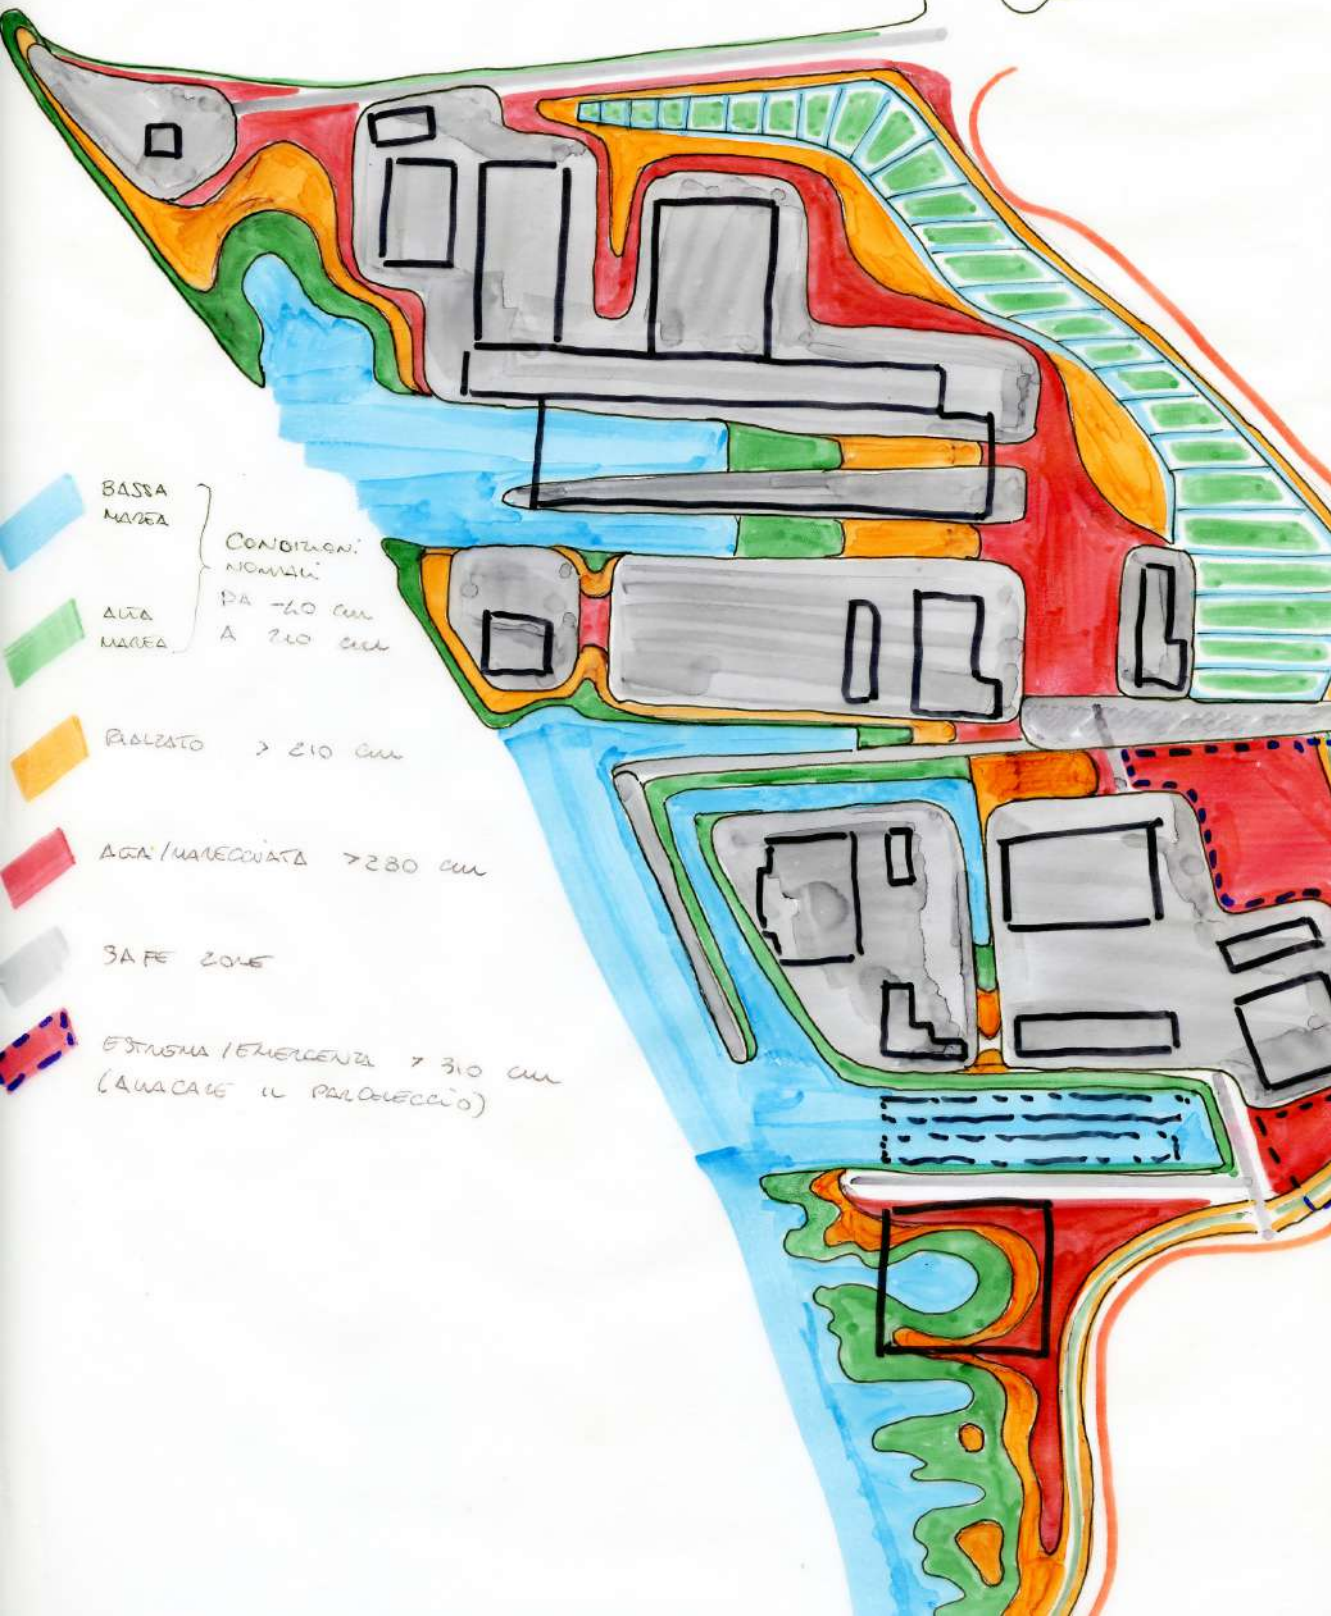 BASSA
MAREA
CONDIZIONI
NORMALI
DA -40 cm
A 210 cm
ALTA
MAREA
RIALZATO > 210 cm
ALTA/MAREGGIATA > 280 cm
SAFE ZONE
ESTREMA / EMERGENZA > 310 cm
(ALLAGARE IL PARCHEGGIO)